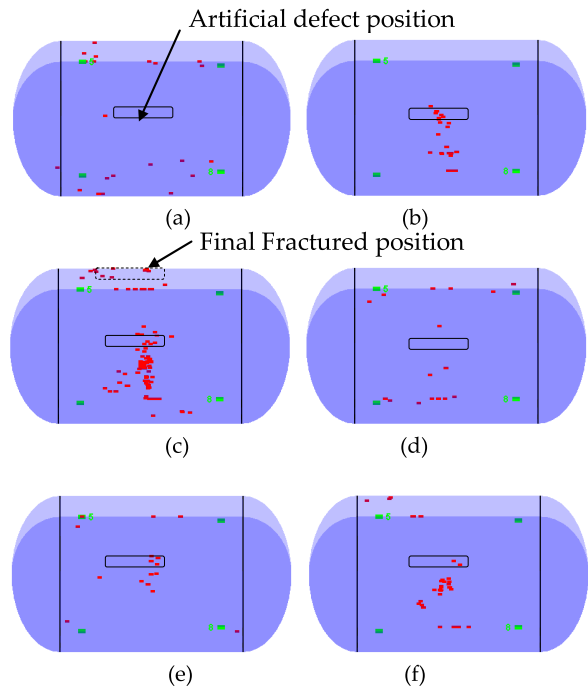 Artificial defect position
(a)
(b)
Final Fractured position
(c)
(d)
(e)
(f)